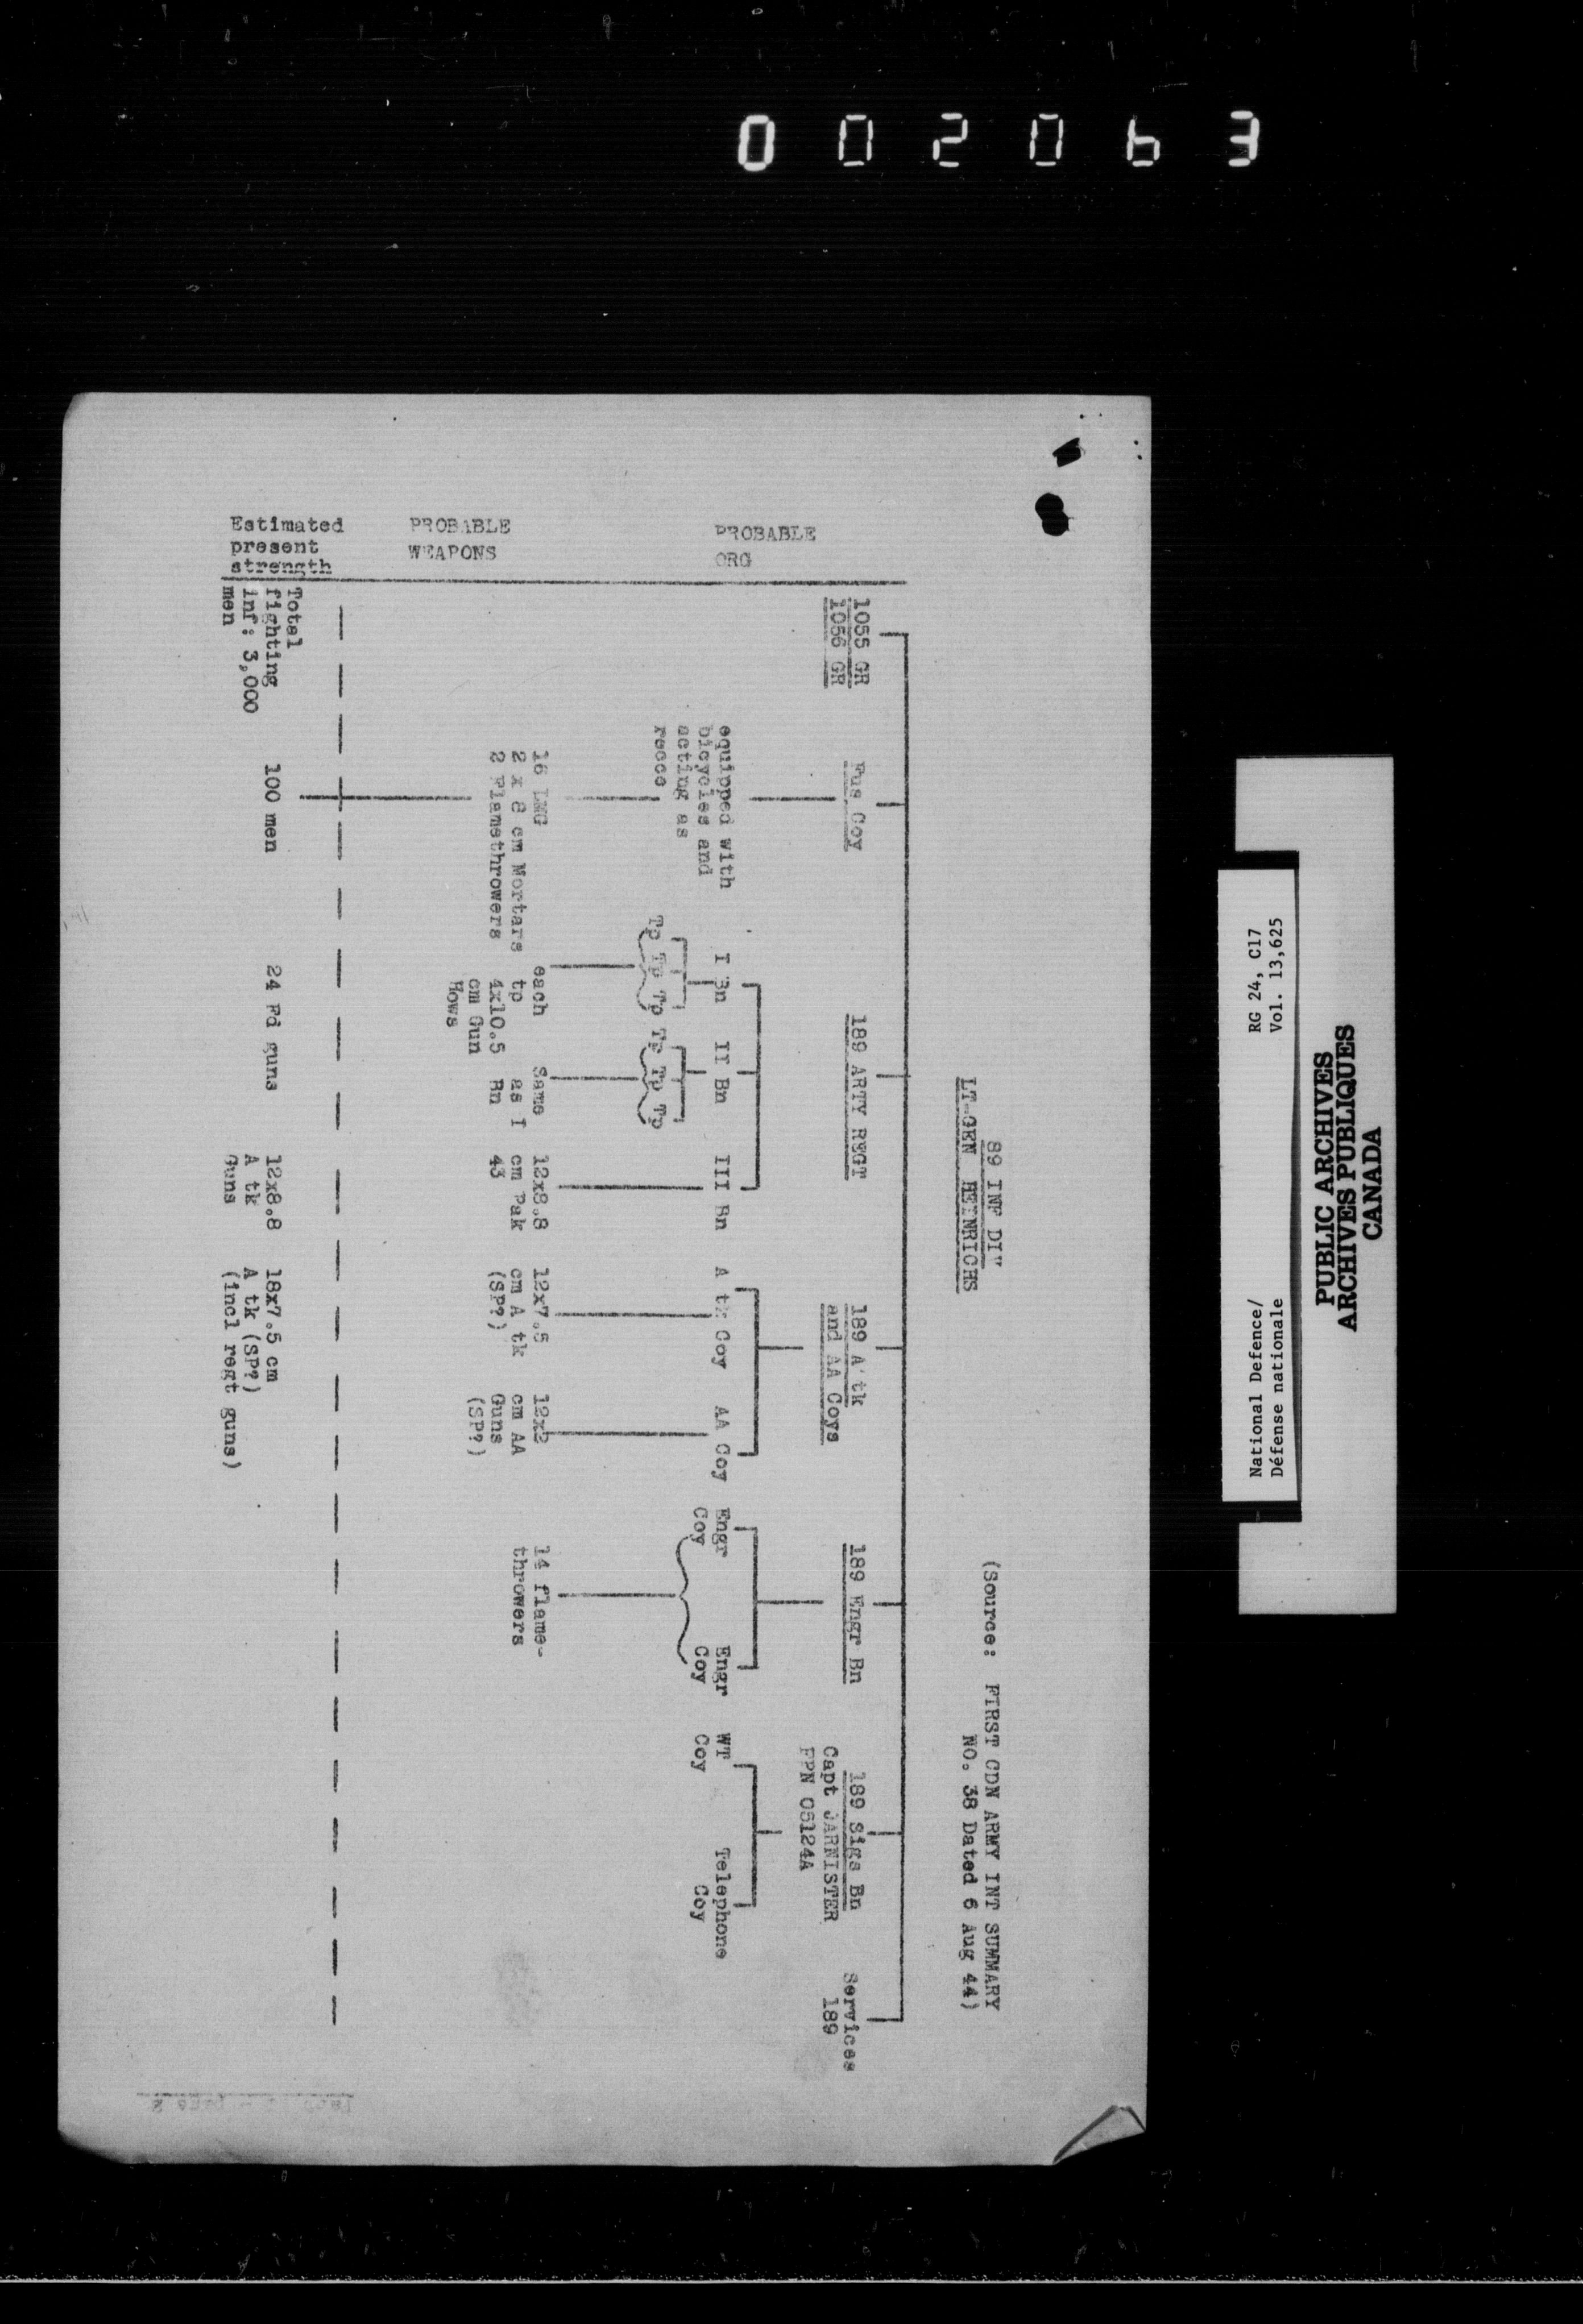 0 0 2 0 6 3
89 INF DIV
LT-GEN HEINRICHS
(Source: FIRST CDN ARMY INT SUMMARY
NO. 38 Dated 6 Aug 44)
PROBABLE
ORG
1055 GR
1056 GR
Fus Coy
189 ARTY REGT
189 A tk
and AA Coys
189 Engr Bn
189 Sigs Bn
Capt JARNISTER
FPN 05124A
Services
189
equipped with
bicycles and
acting as
recce
I Bn
II Bn
III Bn
Tp Tp Tp
Tp Tp Tp
A tk Coy
AA Coy
Engr
Coy
Engr
Coy
WT
Coy
Telephone
Coy
PROBABLE
WEAPONS
16 LMG
2 x 8 cm Mortars
2 Flamethrowers
each
tp
4x10.5
cm Gun
Hows
Same
as I
Bn
12x8.8
cm Pak
43
12x7.5
cm A tk
(SP?)
12x2
cm AA
Guns
(SP?)
14 flame-
throwers
Estimated
present
strength
Total
fighting
inf: 3,000
men
100 men
24 Fd guns
12x8.8
A tk
Guns
18x7.5 cm
A tk (SP?)
(incl regt guns)
National Defence/
Défense nationale
RG 24, C17
Vol. 13,625
PUBLIC ARCHIVES
ARCHIVES PUBLIQUES
CANADA